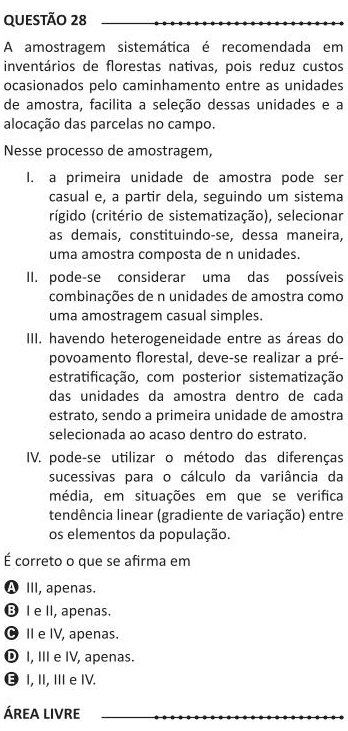 QUESTÃO 28
A amostragem sistemática é recomendada em
inventários de florestas nativas, pois reduz custos
ocasionados pelo caminhamento entre as unidades
de amostra, facilita a seleção dessas unidades e a
alocação das parcelas no campo.
Nesse processo de amostragem,
I. a primeira unidade de amostra pode ser
casual e, a partir dela, seguindo um sistema
rígido (critério de sistematização), selecionar
as demais, constituindo-se, dessa maneira,
uma amostra composta de n unidades.
II. pode-se considerar uma das possíveis
combinações de n unidades de amostra como
uma amostragem casual simples.
III. havendo heterogeneidade entre as áreas do
povoamento florestal, deve-se realizar a pré-
estratificação, com posterior sistematização
das unidades da amostra dentro de cada
estrato, sendo a primeira unidade de amostra
selecionada ao acaso dentro do estrato.
IV. pode-se utilizar o método das diferenças
sucessivas para o cálculo da variância da
média, em situações em que se verifica
tendência linear (gradiente de variação) entre
os elementos da população.
É correto o que se afirma em
A III, apenas.
B I e II, apenas.
C II e IV, apenas.
D I, III e IV, apenas.
E I, II, III e IV.
ÁREA LIVRE